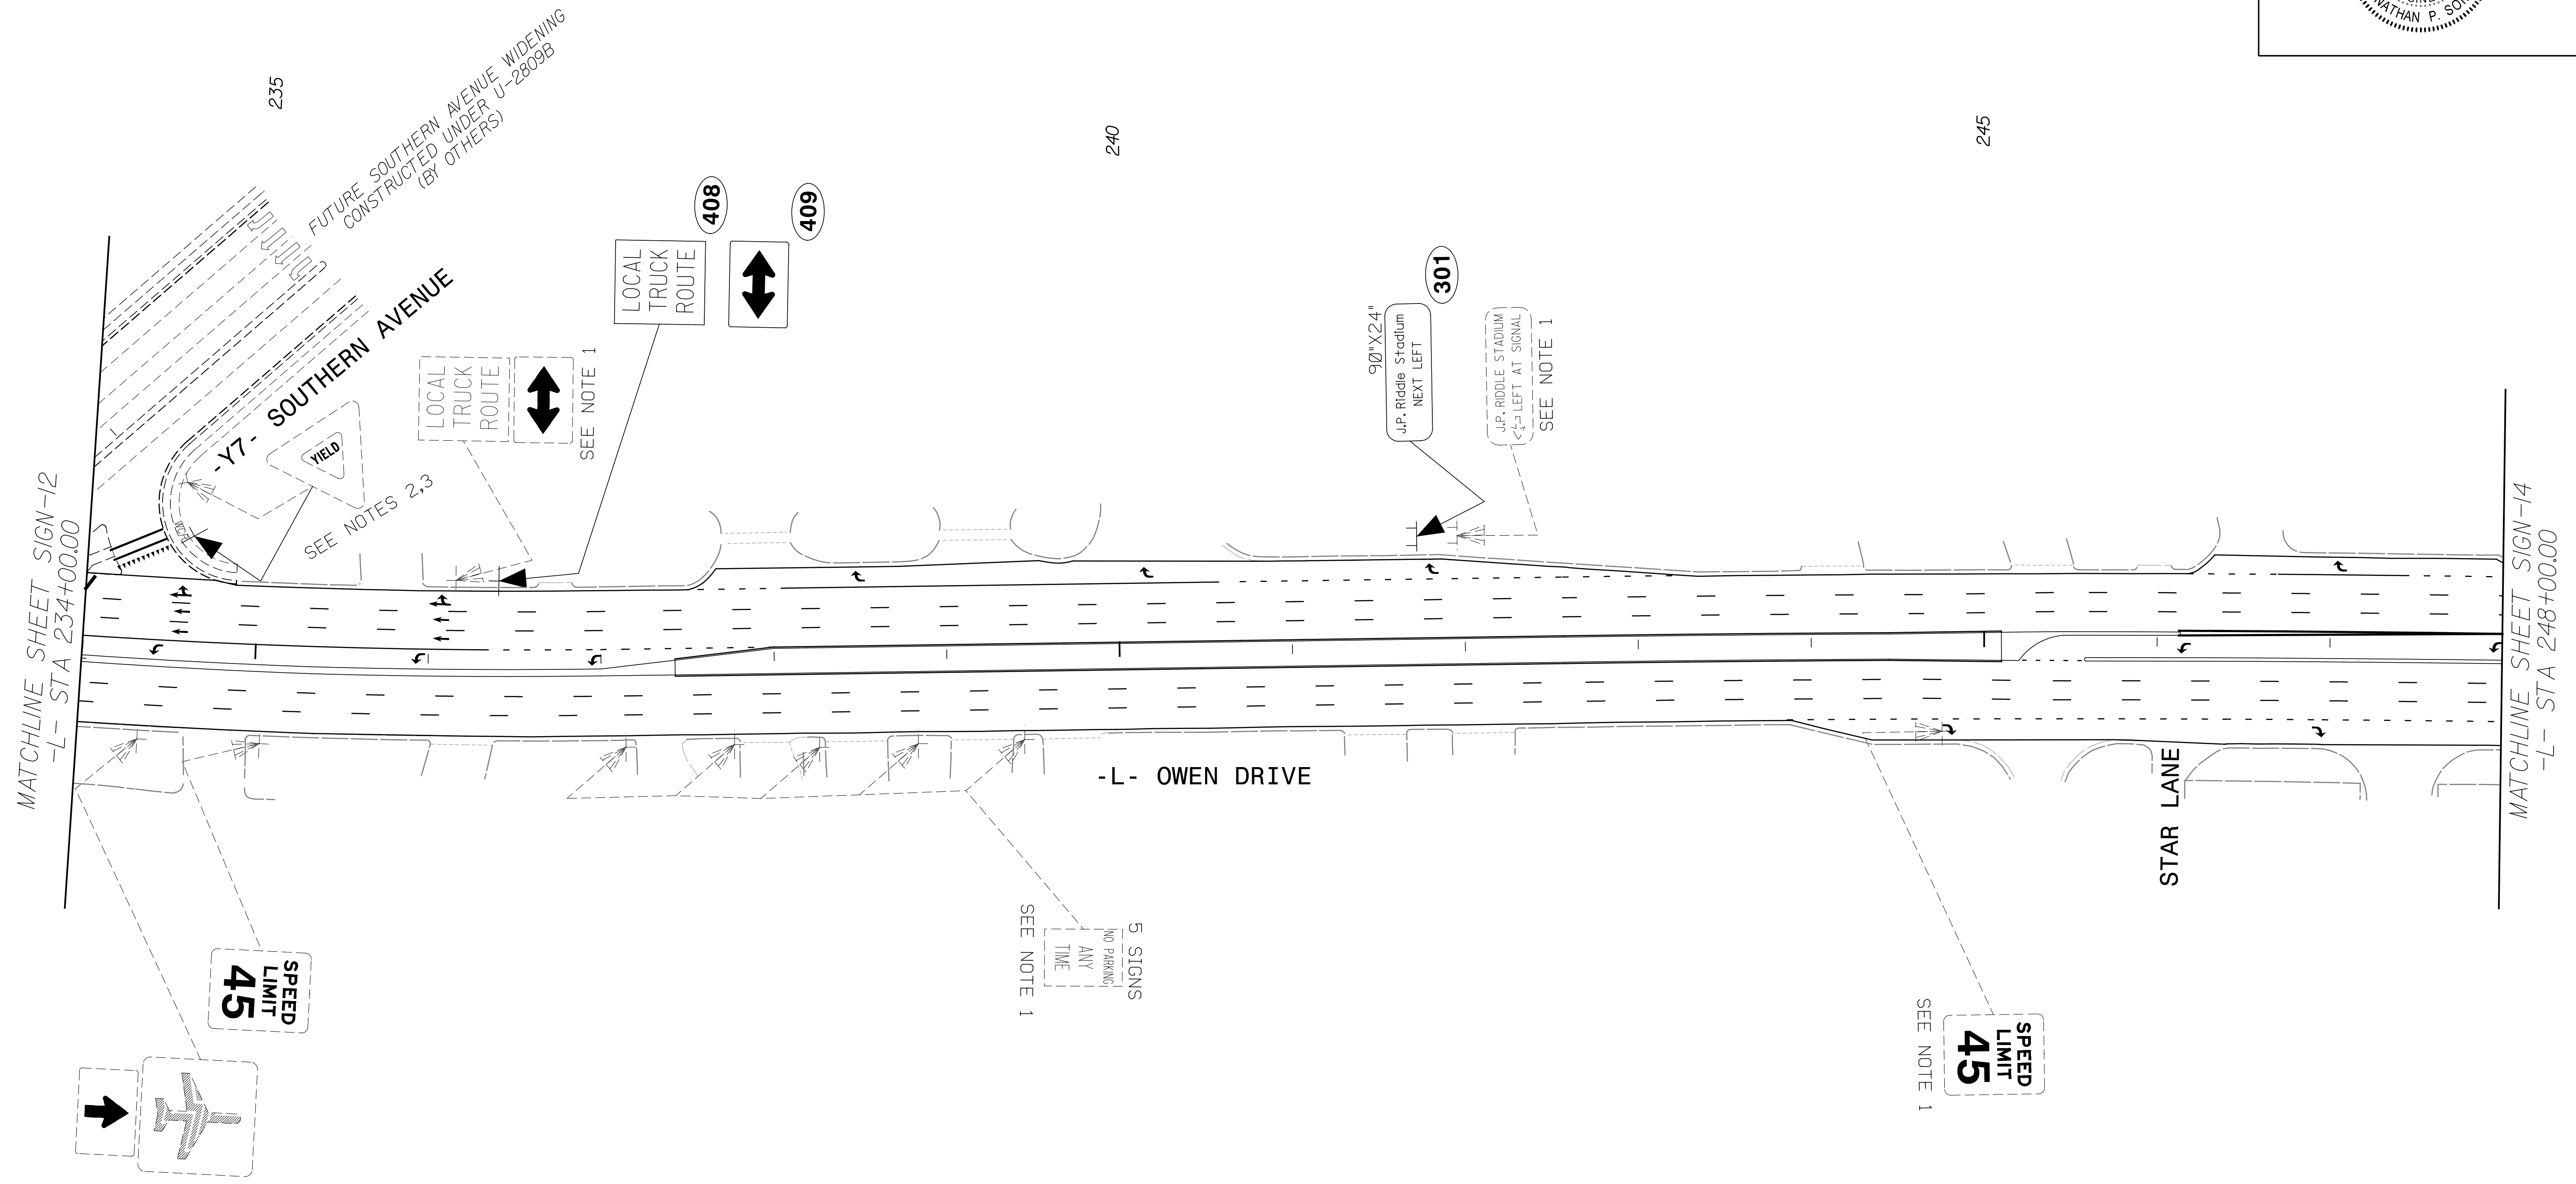 NATHAN P.
235
240
245
FUTURE SOUTHERN AVENUE WIDENING
CONSTRUCTED UNDER U-2809B
(BY OTHERS)
408
409
LOCAL
TRUCK
ROUTE
-Y7- SOUTHERN AVENUE
YIELD
SEE NOTES 2,3
WCR
LOCAL
TRUCK
ROUTE
SEE NOTE 1
301
90"X24"
J.P. Riddle Stadium
NEXT LEFT
J.P. RIDDLE STADIUM
LEFT AT SIGNAL
SEE NOTE 1
MATCHLINE SHEET SIGN-12
-L- STA 234+00.00
MATCHLINE SHEET SIGN-14
-L- STA 248+00.00
-L- OWEN DRIVE
STAR LANE
SPEED
LIMIT
45
5 SIGNS
NO PARKING
ANY
TIME
SEE NOTE 1
SPEED
LIMIT
45
SEE NOTE 1